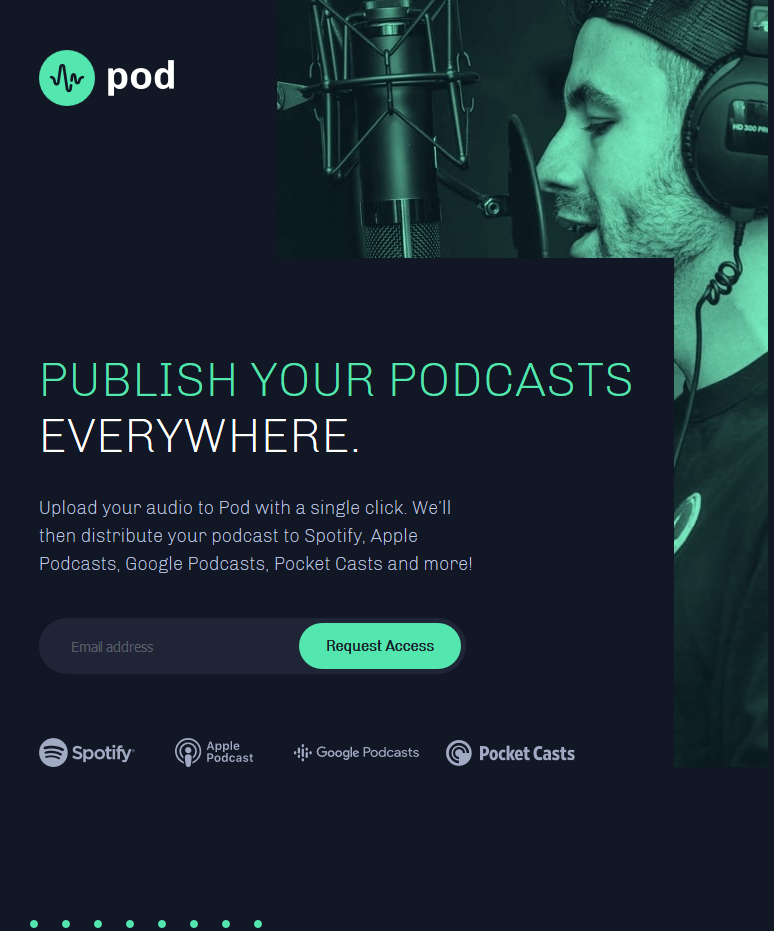 pod
HD 300 PRO
PUBLISH YOUR PODCASTS
EVERYWHERE.
Upload your audio to Pod with a single click. We’ll
then distribute your podcast to Spotify, Apple
Podcasts, Google Podcasts, Pocket Casts and more!
Email address
Request Access
Spotify
Apple
Podcast
Google Podcasts
Pocket Casts